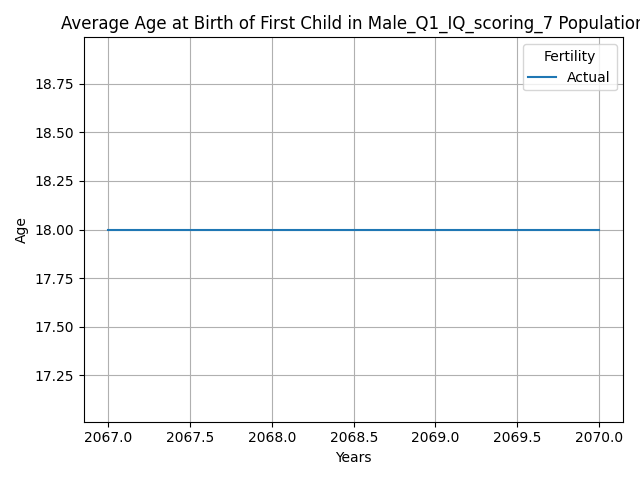 Average Age at Birth of First Child in Male_Q1_IQ_scoring_7 Population
Fertility
Actual
18.75
18.50
18.25
18.00
17.75
17.50
17.25
Age
2067.0 2067.5 2068.0 2068.5 2069.0 2069.5 2070.0
Years